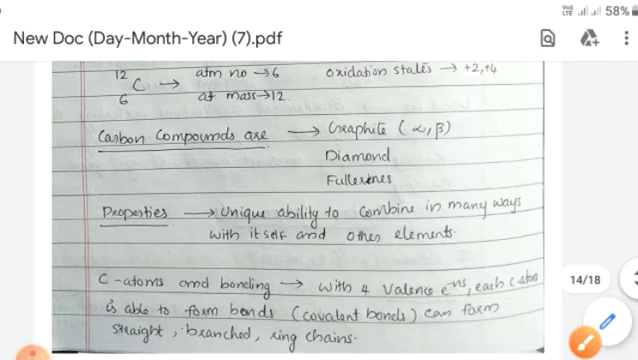 VoD
LTE 58%
New Doc (Day-Month-Year) (7).pdf
12 C → atm no → 6 oxidation states → +2,+4
6 at mass → 12.
Carbon Compounds are → Graphite (α, β)
Diamond
Fullerenes
Properties → Unique ability to combine in many ways
with itself and other elements.
C-atoms and bonding → with 4 valence e-ns, each C atom
is able to form bonds (covalent bonds) can form
straight, branched, ring chains.
14/18